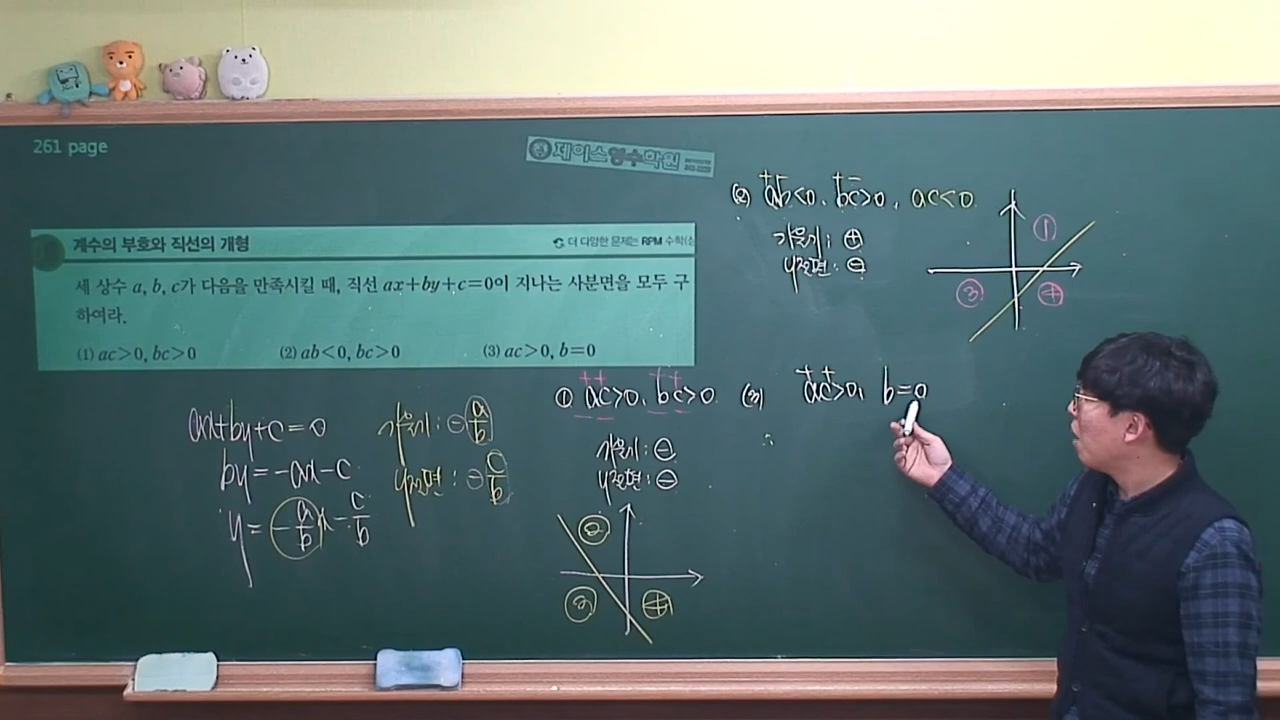 261 page
제이스영수학원
계수의 부호와 직선의 개형
더 다양한 문제는 RPM 수학(상
세 상수 a, b, c가 다음을 만족시킬 때, 직선 ax+by+c=0이 지나는 사분면을 모두 구
하여라.
(1) ac>0, bc>0 (2) ab<0, bc>0 (3) ac>0, b=0
ax+by+c=0
by=-ax-c
y=-a/b x-c/b
기울기: -a/b
y절편: -c/b
① ac>0, bc>0
++ ++
기울기: ⊖
y절편: ⊖
② ③ ④
(2) ab<0, bc>0, ac<0
+- +-
기울기: ⊕
y절편: ⊖
① ③ ④
(3) ac>0, b=0
++